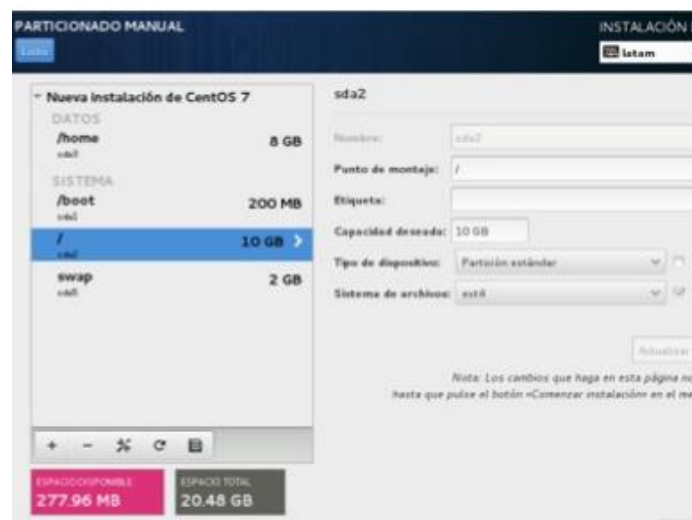 PARTICIONADO MANUAL
INSTALACIÓN
Listo
latam
Nueva instalación de CentOS 7
DATOS
/home
8 GB
SISTEMA
/boot
200 MB
/
sda2
10 GB
swap
2 GB
sda2
Nombre:
sda2
Punto de montaje:
/
Etiqueta:
Capacidad deseada:
10 GB
Tipo de dispositivo:
Partición estándar
Sistema de archivos:
ext4
Actualizar
Nota: Los cambios que haga en esta página no
hasta que pulse el botón «Comenzar instalación» en el me
ESPACIO DISPONIBLE
277.96 MB
ESPACIO TOTAL
20.48 GB